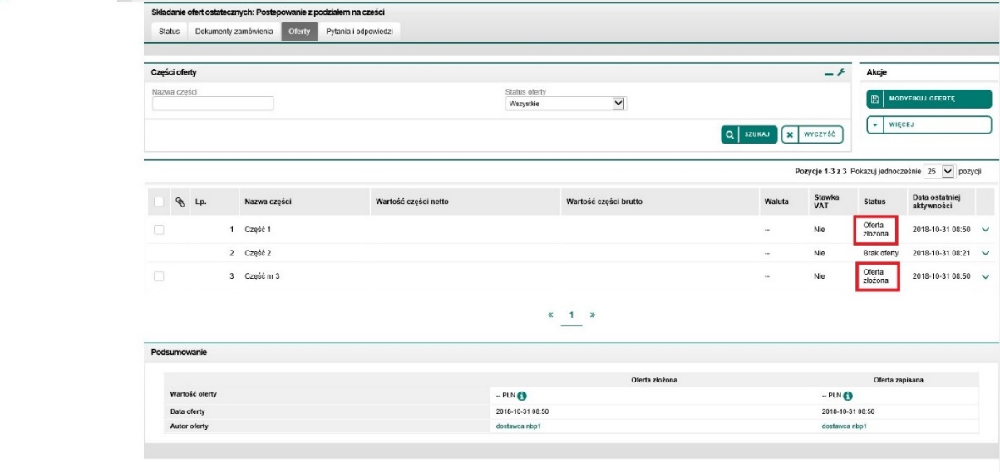 Składanie ofert ostatecznych: Postepowanie z podziałem na cześci
Status Dokumenty zamówienia Oferty Pytania i odpowiedzi
Części oferty
Akcje
Nazwa części Status oferty
Wszystkie
MODYFIKUJ OFERTĘ
WIĘCEJ
SZUKAJ WYCZYŚĆ
Pozycje 1-3 z 3 Pokazuj jednocześnie 25 pozycji
Lp. Nazwa części Wartość części netto Wartość części brutto Waluta Stawka VAT Status Data ostatniej aktywności
1 Część 1 -- Nie Oferta złożona 2018-10-31 08:50
2 Część 2 Nie Brak oferty 2018-10-31 08:21
3 Część nr 3 -- Nie Oferta złożona 2018-10-31 08:50
« 1 »
Podsumowanie
Oferta złożona Oferta zapisana
Wartość oferty -- PLN -- PLN
Data oferty 2018-10-31 08:50 2018-10-31 08:50
Autor oferty dostawca nbp1 dostawca nbp1